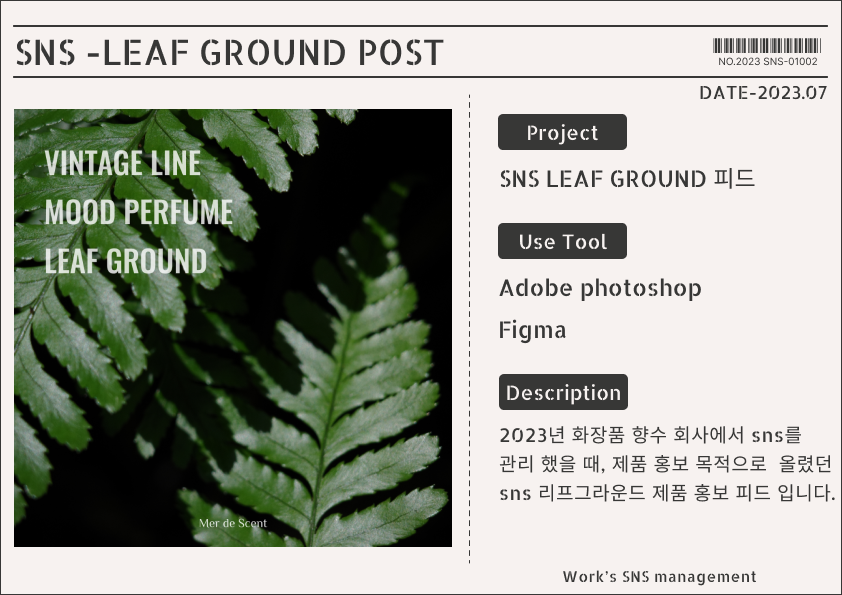 SNS -LEAF GROUND POST
NO.2023 SNS-01002
DATE-2023.07
VINTAGE LINE
MOOD PERFUME
LEAF GROUND
Mer de Scent
Project
SNS LEAF GROUND 피드
Use Tool
Adobe photoshop
Figma
Description
2023년 화장품 향수 회사에서 sns를
관리 했을 때, 제품 홍보 목적으로 올렸던
sns 리프그라운드 제품 홍보 피드 입니다.
Work's SNS management